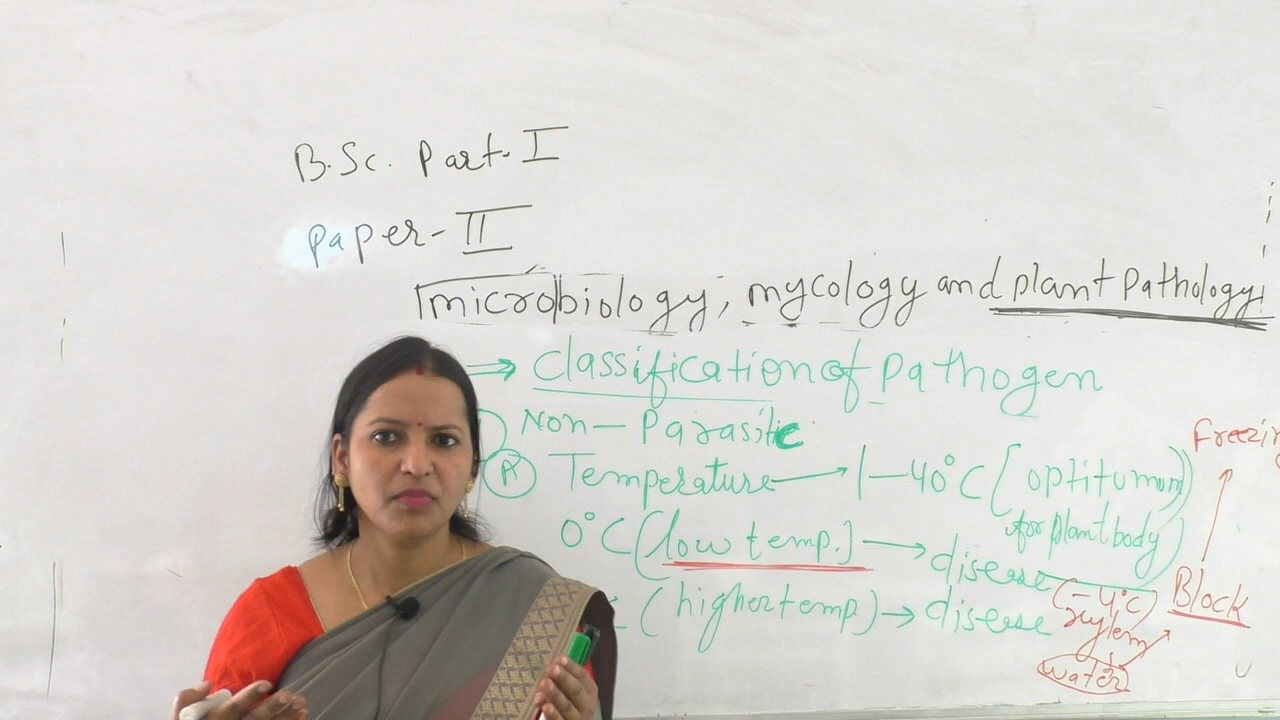 B.Sc. Part-I
Paper-II
microbiology, mycology and plant Pathology
⇒ classification of Pathogen
Non-Parasitic
(A) Temperature → 1-40°C (optitumum)
for plant body)
0°C (low temp.) → disease
(higher temp) → disease
(-4°C)
xylem
water
Block